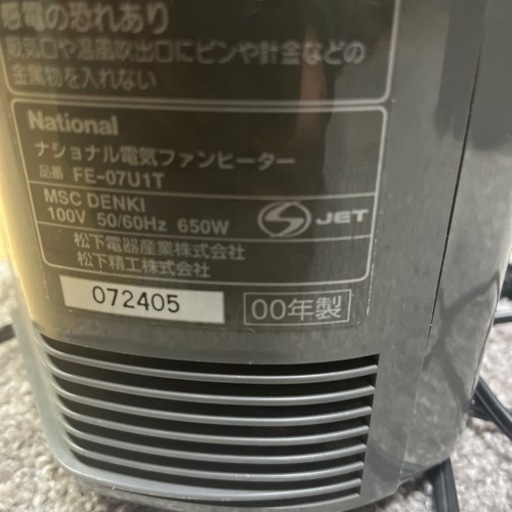 感電の恐れあり
吸気口や温風吹出口にピンや針金などの
金属物を入れない
National
ナショナル電気ファンヒーター
品番 FE-07U1T
MSC DENKI
100V 50/60Hz 650W
JET
松下電器産業株式会社
松下精工株式会社
072405 00年製